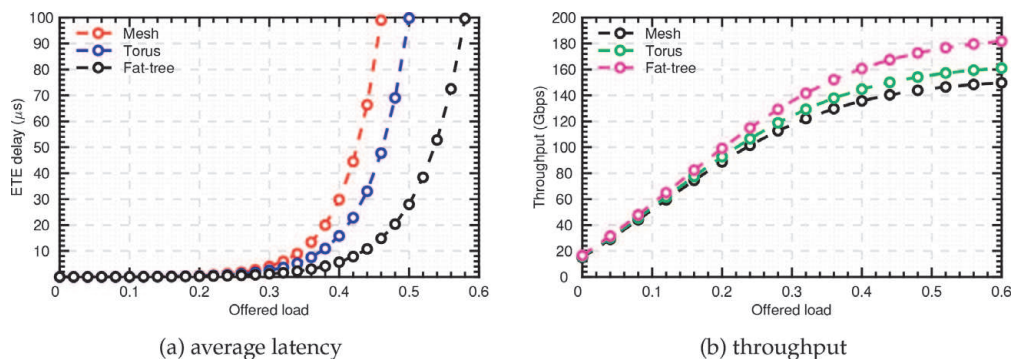 100
90
80
70
60
50
40
30
20
10
ETE delay (μs)
Mesh
Torus
Fat-tree
0 0.1 0.2 0.3 0.4 0.5 0.6
Offered load
(a) average latency
200
180
160
140
120
100
80
60
40
20
0
Throughput (Gbps)
Mesh
Torus
Fat-tree
0 0.1 0.2 0.3 0.4 0.5 0.6
Offered load
(b) throughput